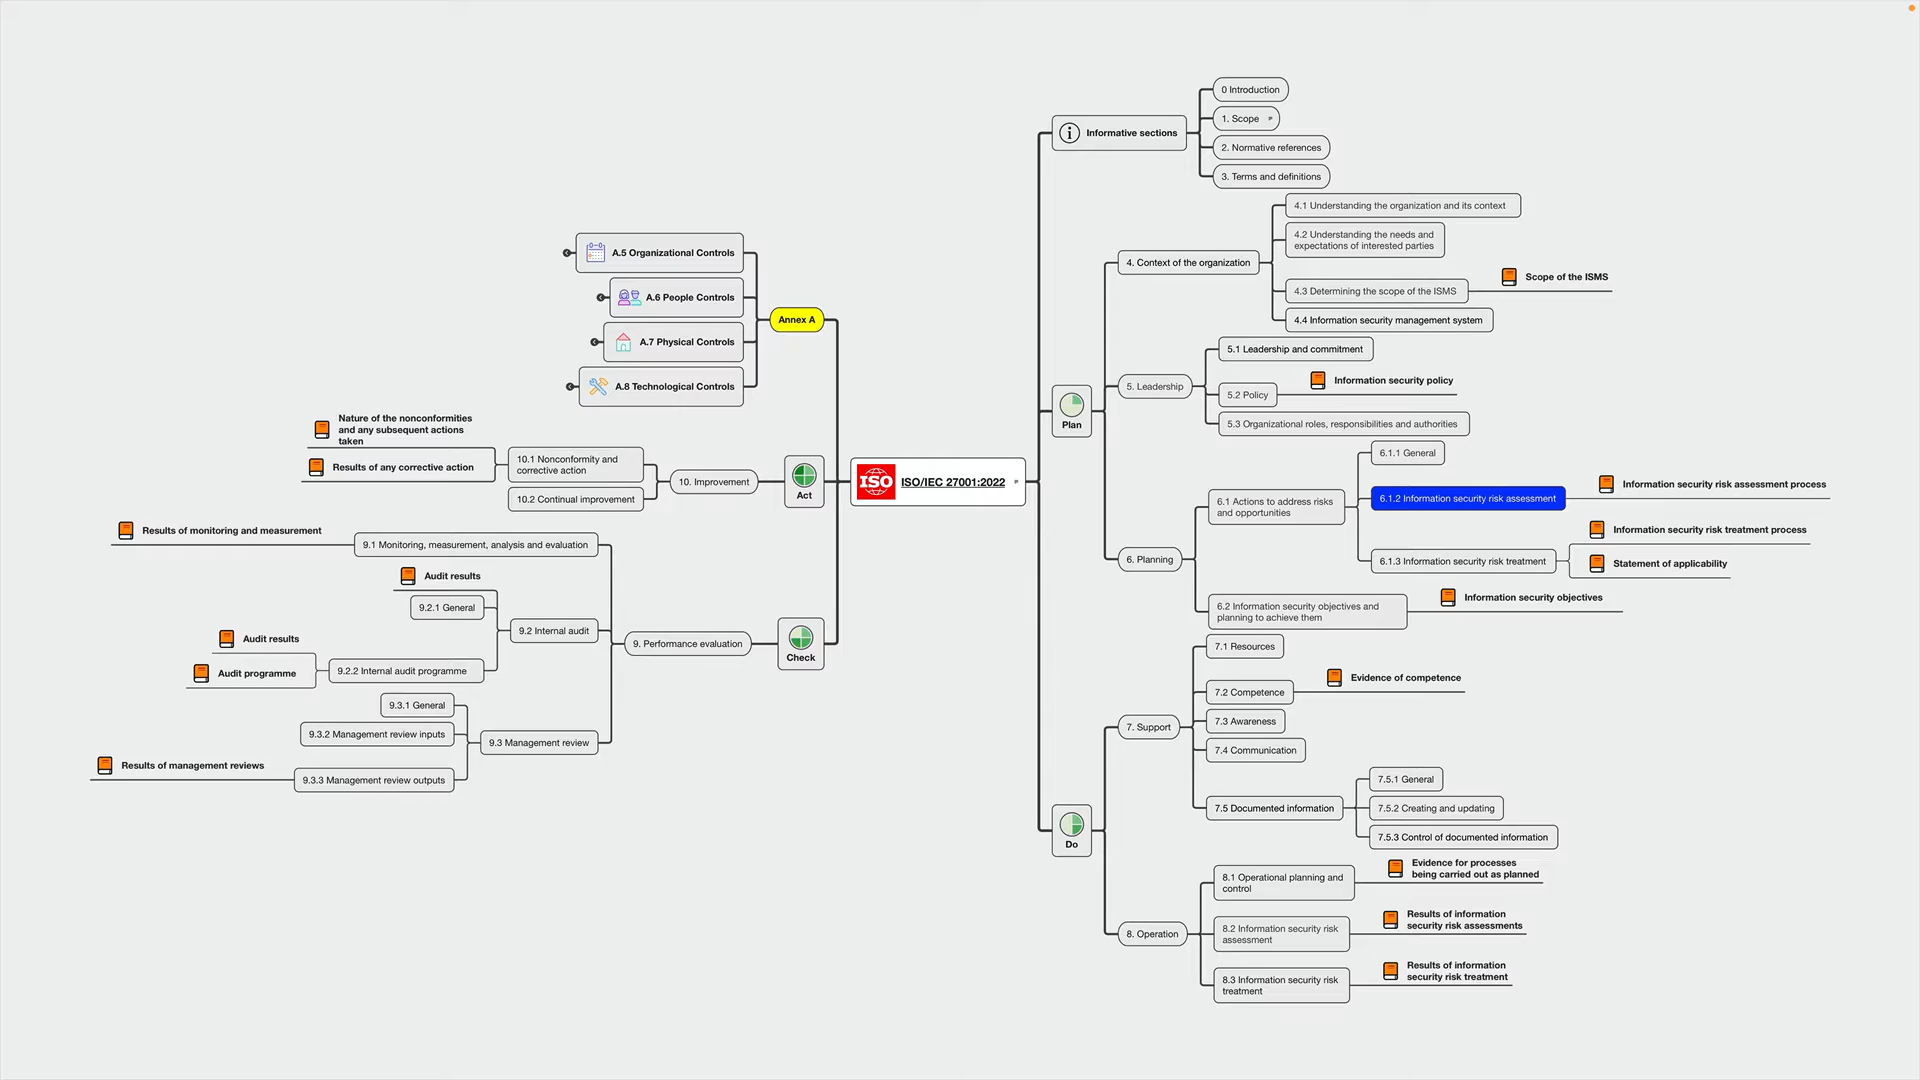 ISO
ISO/IEC 27001:2022
Informative sections
0 Introduction
1. Scope
2. Normative references
3. Terms and definitions
Plan
4. Context of the organization
4.1 Understanding the organization and its context
4.2 Understanding the needs and
expectations of interested parties
4.3 Determining the scope of the ISMS
Scope of the ISMS
4.4 Information security management system
5. Leadership
5.1 Leadership and commitment
5.2 Policy
Information security policy
5.3 Organizational roles, responsibilities and authorities
6. Planning
6.1 Actions to address risks
and opportunities
6.1.1 General
6.1.2 Information security risk assessment
Information security risk assessment process
6.1.3 Information security risk treatment
Information security risk treatment process
Statement of applicability
6.2 Information security objectives and
planning to achieve them
Information security objectives
Do
7. Support
7.1 Resources
7.2 Competence
Evidence of competence
7.3 Awareness
7.4 Communication
7.5 Documented information
7.5.1 General
7.5.2 Creating and updating
7.5.3 Control of documented information
8. Operation
8.1 Operational planning and
control
Evidence for processes
being carried out as planned
8.2 Information security risk
assessment
Results of information
security risk assessments
8.3 Information security risk
treatment
Results of information
security risk treatment
Annex A
A.5 Organizational Controls
A.6 People Controls
A.7 Physical Controls
A.8 Technological Controls
Act
10. Improvement
10.1 Nonconformity and
corrective action
Nature of the nonconformities
and any subsequent actions
taken
Results of any corrective action
10.2 Continual improvement
Check
9. Performance evaluation
9.1 Monitoring, measurement, analysis and evaluation
Results of monitoring and measurement
9.2 Internal audit
Audit results
9.2.1 General
9.2.2 Internal audit programme
Audit results
Audit programme
9.3 Management review
9.3.1 General
9.3.2 Management review inputs
9.3.3 Management review outputs
Results of management reviews